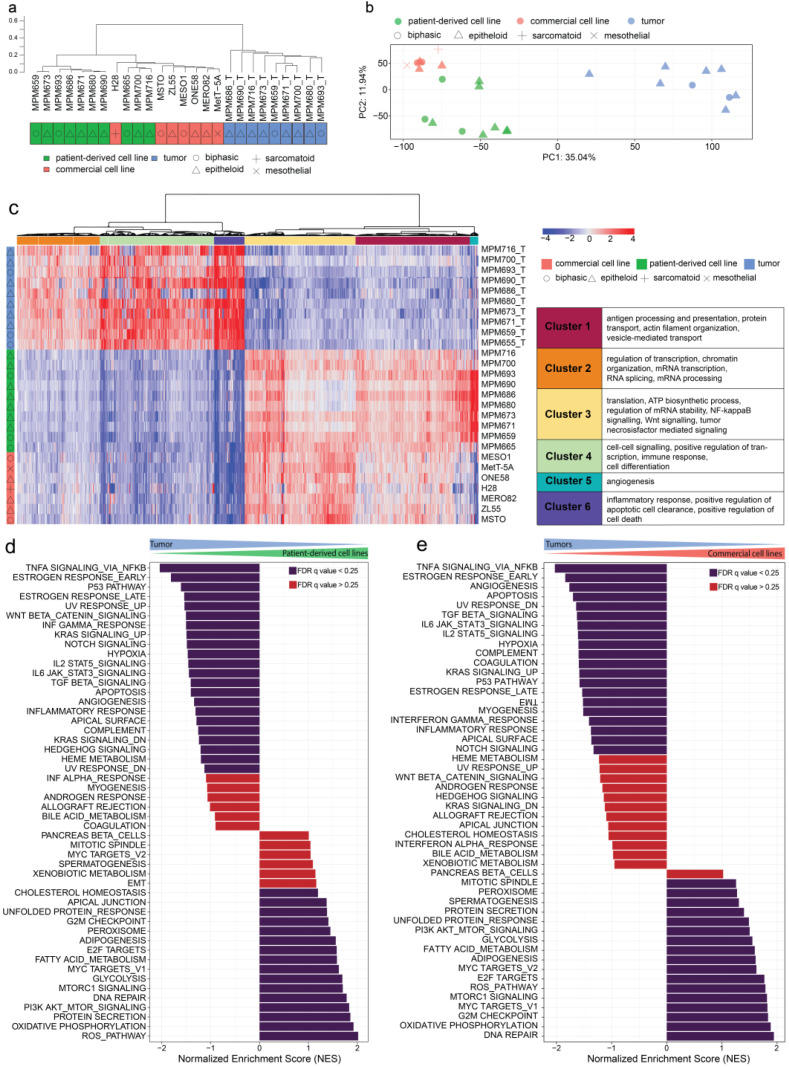 a
0.6
0.4
0.2
0.0
MPM659
MPM673
MPM693
MPM686
MPM671
MPM680
MPM690
H28
MPM665
MPM700
MPM716
MSTO
ZL55
MESO1
ONE58
MERO82
MetT-5A
MPM686_T
MPM690_T
MPM716_T
MPM673_T
MPM659_T
MPM671_T
MPM700_T
MPM680_T
MPM693_T
patient-derived cell line tumor biphasic sarcomatoid
commercial cell line epitheloid mesothelial
b
patient-derived cell line commercial cell line tumor
biphasic epitheloid sarcomatoid mesothelial
PC2: 11.94%
50
0
−50
−100 −50 0 50 100
PC1: 35.04%
c
MPM716_T
MPM700_T
MPM693_T
MPM690_T
MPM686_T
MPM680_T
MPM673_T
MPM671_T
MPM659_T
MPM655_T
MPM716
MPM700
MPM693
MPM690
MPM686
MPM680
MPM673
MPM671
MPM659
MPM665
MESO1
MetT-5A
ONE58
H28
MERO82
ZL55
MSTO
−4 −2 0 2 4
commercial cell line patient-derived cell line tumor
biphasic epitheloid sarcomatoid mesothelial
Cluster 1
antigen processing and presentation, protein
transport, actin filament organization,
vesicle-mediated transport
Cluster 2
regulation of transcription, chromatin
organization, mRNA transcription,
RNA splicing, mRNA processing
Cluster 3
translation, ATP biosynthetic process,
regulation of mRNA stability, NF-kappaB
signalling, Wnt signalling, tumor
necrosisfactor mediated signaling
Cluster 4
cell-cell signalling, positive regulation of tran-
scription, immune response,
cell differentiation
Cluster 5
angiogenesis
Cluster 6
inflammatory response, positive regulation of
apoptotic cell clearance, positive regulation of
cell death
d
Tumor
Patient-derived cell lines
FDR q value < 0.25
FDR q value > 0.25
TNFA SIGNALING_VIA_NFKB
ESTROGEN RESPONSE_EARLY
P53 PATHWAY
ESTROGEN RESPONSE_LATE
UV RESPONSE_UP
WNT BETA_CATENIN_SIGNALING
INF GAMMA_RESPONSE
KRAS SIGNALING_UP
NOTCH SIGNALING
HYPOXIA
IL2 STAT5_SIGNALING
IL6 JAK_STAT3_SIGNALING
TGF BETA_SIGNALING
APOPTOSIS
ANGIOGENESIS
INFLAMMATORY RESPONSE
APICAL SURFACE
COMPLEMENT
KRAS SIGNALING_DN
HEDGEHOG SIGNALING
HEME METABOLISM
UV RESPONSE_DN
INF ALPHA_RESPONSE
MYOGENESIS
ANDROGEN RESPONSE
ALLOGRAFT REJECTION
BILE ACID_METABOLISM
COAGULATION
PANCREAS BETA_CELLS
MITOTIC SPINDLE
MYC TARGETS_V2
SPERMATOGENESIS
XENOBIOTIC METABOLISM
EMT
CHOLESTEROL HOMEOSTASIS
APICAL JUNCTION
UNFOLDED PROTEIN_RESPONSE
G2M CHECKPOINT
PEROXISOME
ADIPOGENESIS
E2F TARGETS
FATTY ACID_METABOLISM
MYC TARGETS_V1
GLYCOLYSIS
MTORC1 SIGNALING
DNA REPAIR
PI3K AKT_MTOR_SIGNALING
PROTEIN SECRETION
OXIDATIVE PHOSPHORYLATION
ROS_PATHWAY
−2 −1 0 1 2
Normalized Enrichment Score (NES)
e
Tumors
Commercial cell lines
FDR q value < 0.25
FDR q value > 0.25
TNFA SIGNALING_VIA_NFKB
ESTROGEN RESPONSE_EARLY
ANGIOGENESIS
APOPTOSIS
UV RESPONSE_DN
TGF BETA_SIGNALING
IL6 JAK_STAT3_SIGNALING
IL2 STAT5_SIGNALING
HYPOXIA
COMPLEMENT
COAGULATION
KRAS SIGNALING_UP
P53 PATHWAY
ESTROGEN RESPONSE_LATE
EMT
MYOGENESIS
INTERFERON GAMMA_RESPONSE
INFLAMMATORY RESPONSE
APICAL SURFACE
NOTCH SIGNALING
HEME METABOLISM
UV RESPONSE_UP
WNT BETA_CATENIN_SIGNALING
ANDROGEN RESPONSE
HEDGEHOG SIGNALING
KRAS SIGNALING_DN
ALLOGRAFT REJECTION
APICAL JUNCTION
CHOLESTEROL HOMEOSTASIS
INTERFERON ALPHA_RESPONSE
BILE ACID_METABOLISM
XENOBIOTIC METABOLISM
PANCREAS BETA_CELLS
MITOTIC SPINDLE
PEROXISOME
SPERMATOGENESIS
PROTEIN SECRETION
UNFOLDED PROTEIN_RESPONSE
PI3K AKT_MTOR_SIGNALING
GLYCOLYSIS
FATTY ACID_METABOLISM
ADIPOGENESIS
MYC TARGETS_V2
E2F TARGETS
ROS_PATHWAY
MTORC1 SIGNALING
MYC TARGETS_V1
G2M CHECKPOINT
OXIDATIVE PHOSPHORYLATION
DNA REPAIR
−2 −1 0 1 2
Normalized Enrichment Score (NES)